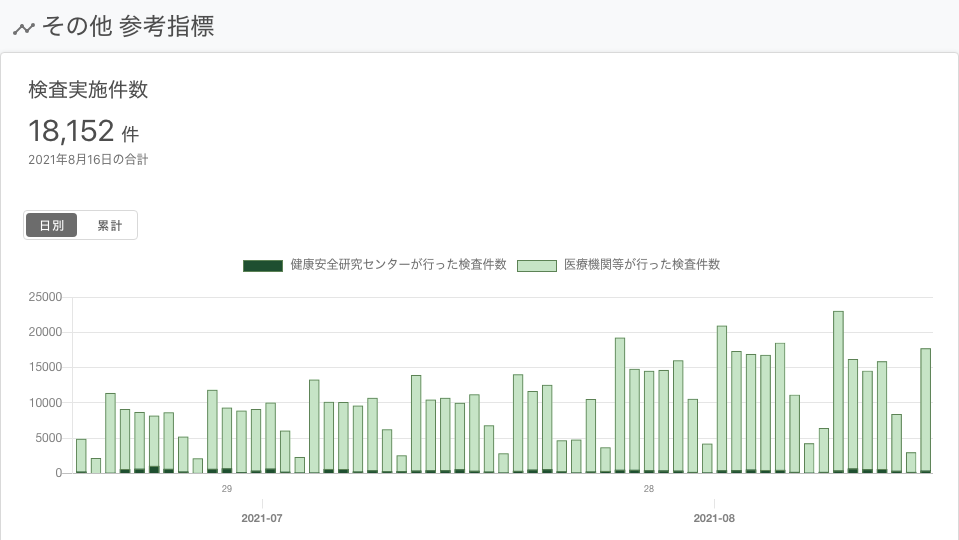 その他 参考指標
検査実施件数
18,152 件
2021年8月16日の合計
日別 累計
健康安全研究センターが行った検査件数 医療機関等が行った検査件数
25000
20000
15000
10000
5000
0
29 28
2021-07 2021-08